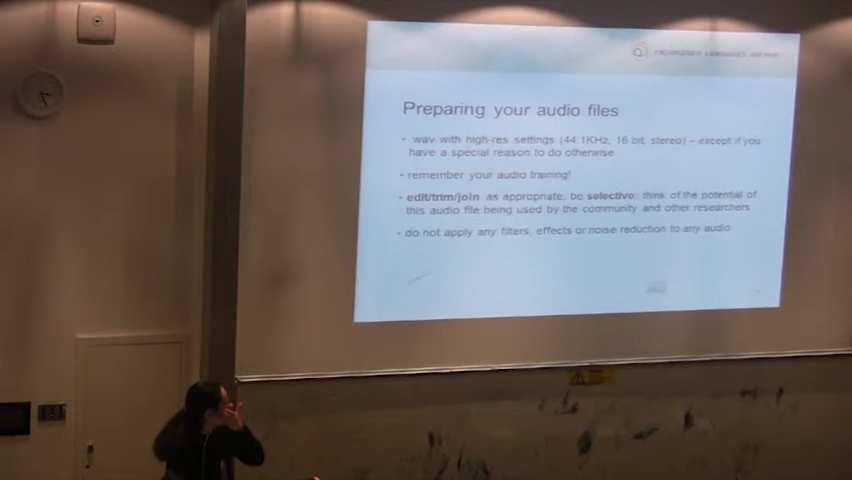 ENDANGERED LANGUAGES ARCHIVE
Preparing your audio files
• wav with high-res settings (44.1KHz, 16 bit, stereo) – except if you
have a special reason to do otherwise
• remember your audio training!
• edit/trim/join as appropriate, be selective: think of the potential of
this audio file being used by the community and other researchers
• do not apply any filters, effects or noise reduction to any audio